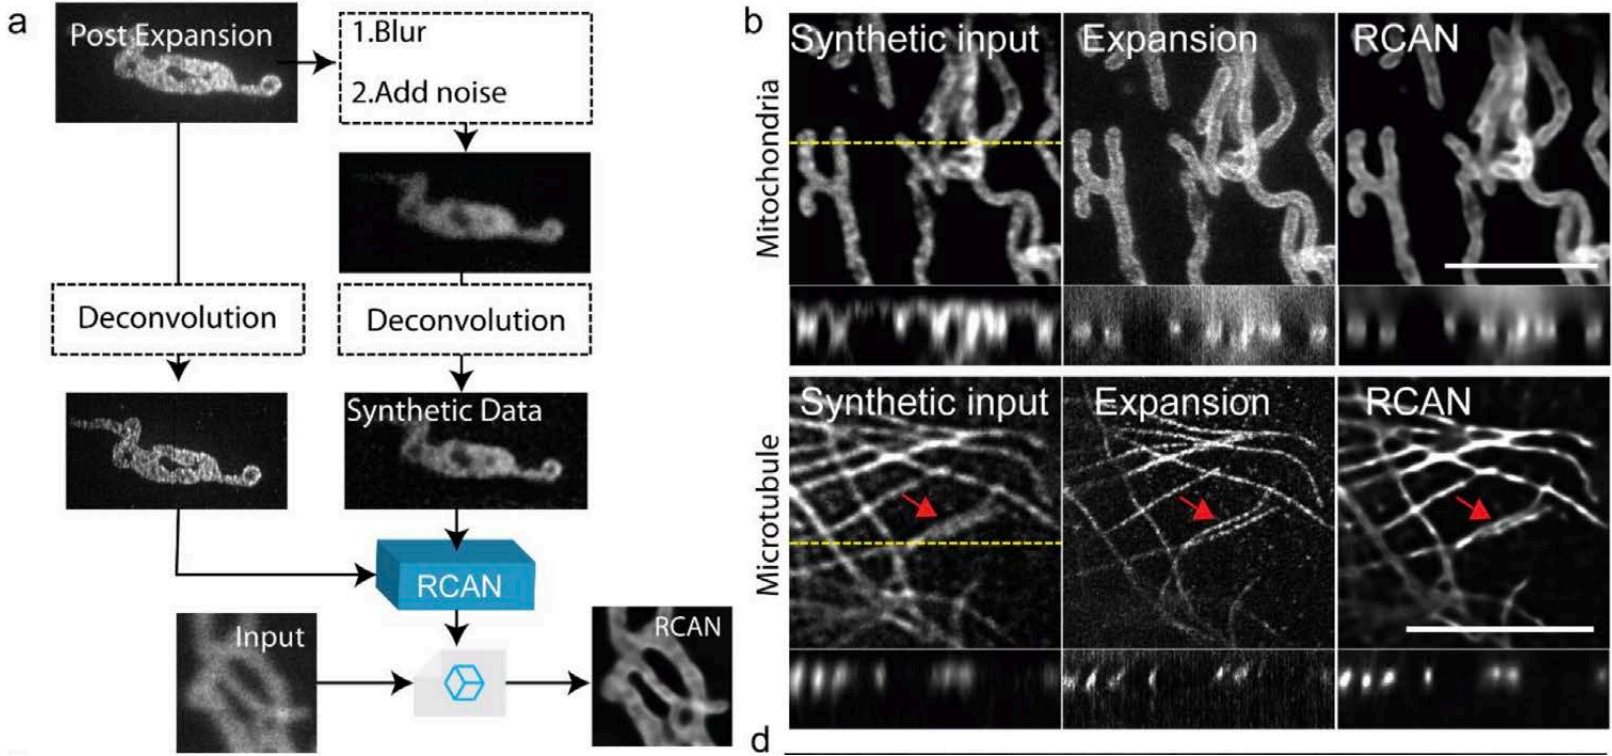 a
Post Expansion
1.Blur
2.Add noise
Deconvolution
Deconvolution
Synthetic Data
RCAN
Input
RCAN
b
Mitochondria
Synthetic input
Expansion
RCAN
Microtubule
Synthetic input
Expansion
RCAN
d